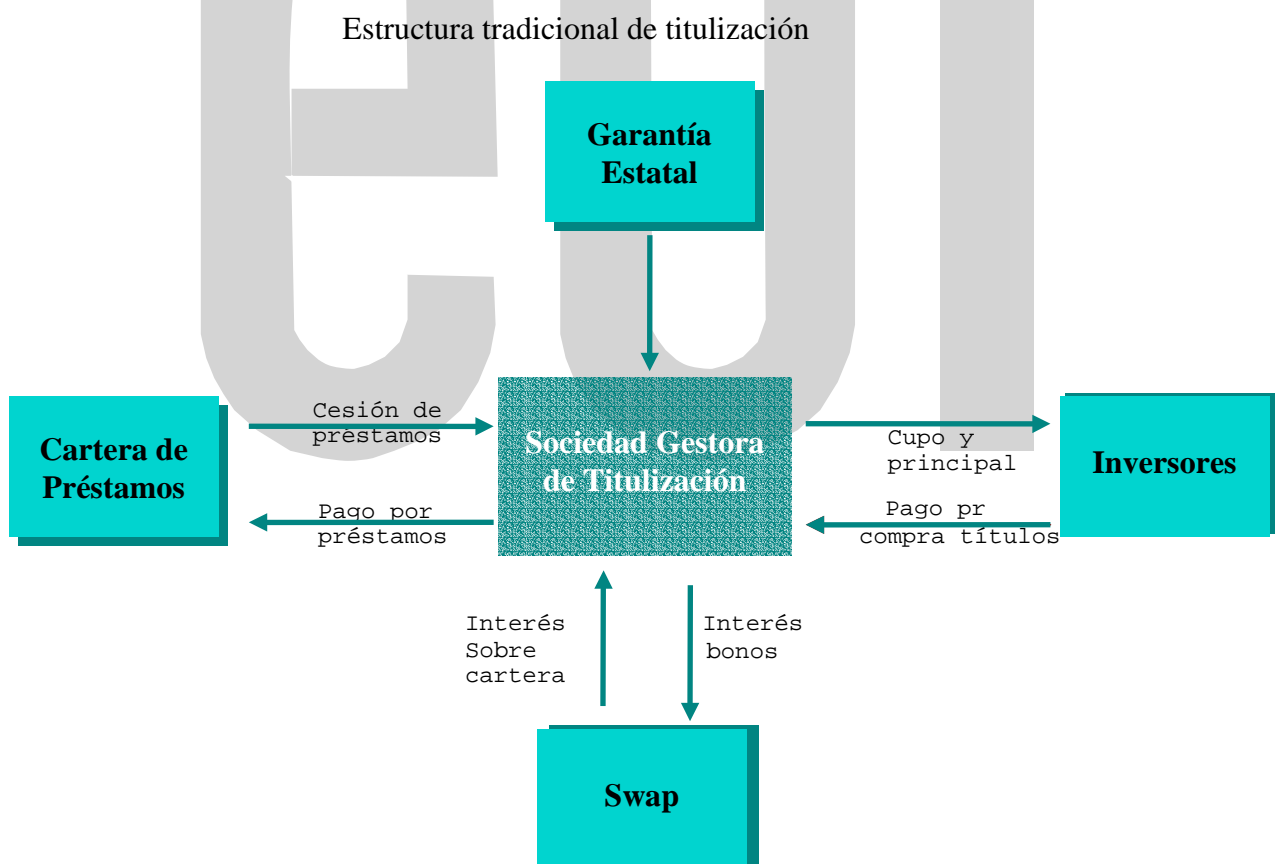 Estructura tradicional de titulización
Garantía
Estatal
Cesión de
préstamos
Cartera de
Préstamos
Pago por
préstamos
Sociedad Gestora
de Titulización
Cupo y
principal
Inversores
Pago pr
compra títulos
Interés
Sobre
cartera
Interés
bonos
Swap
eoi